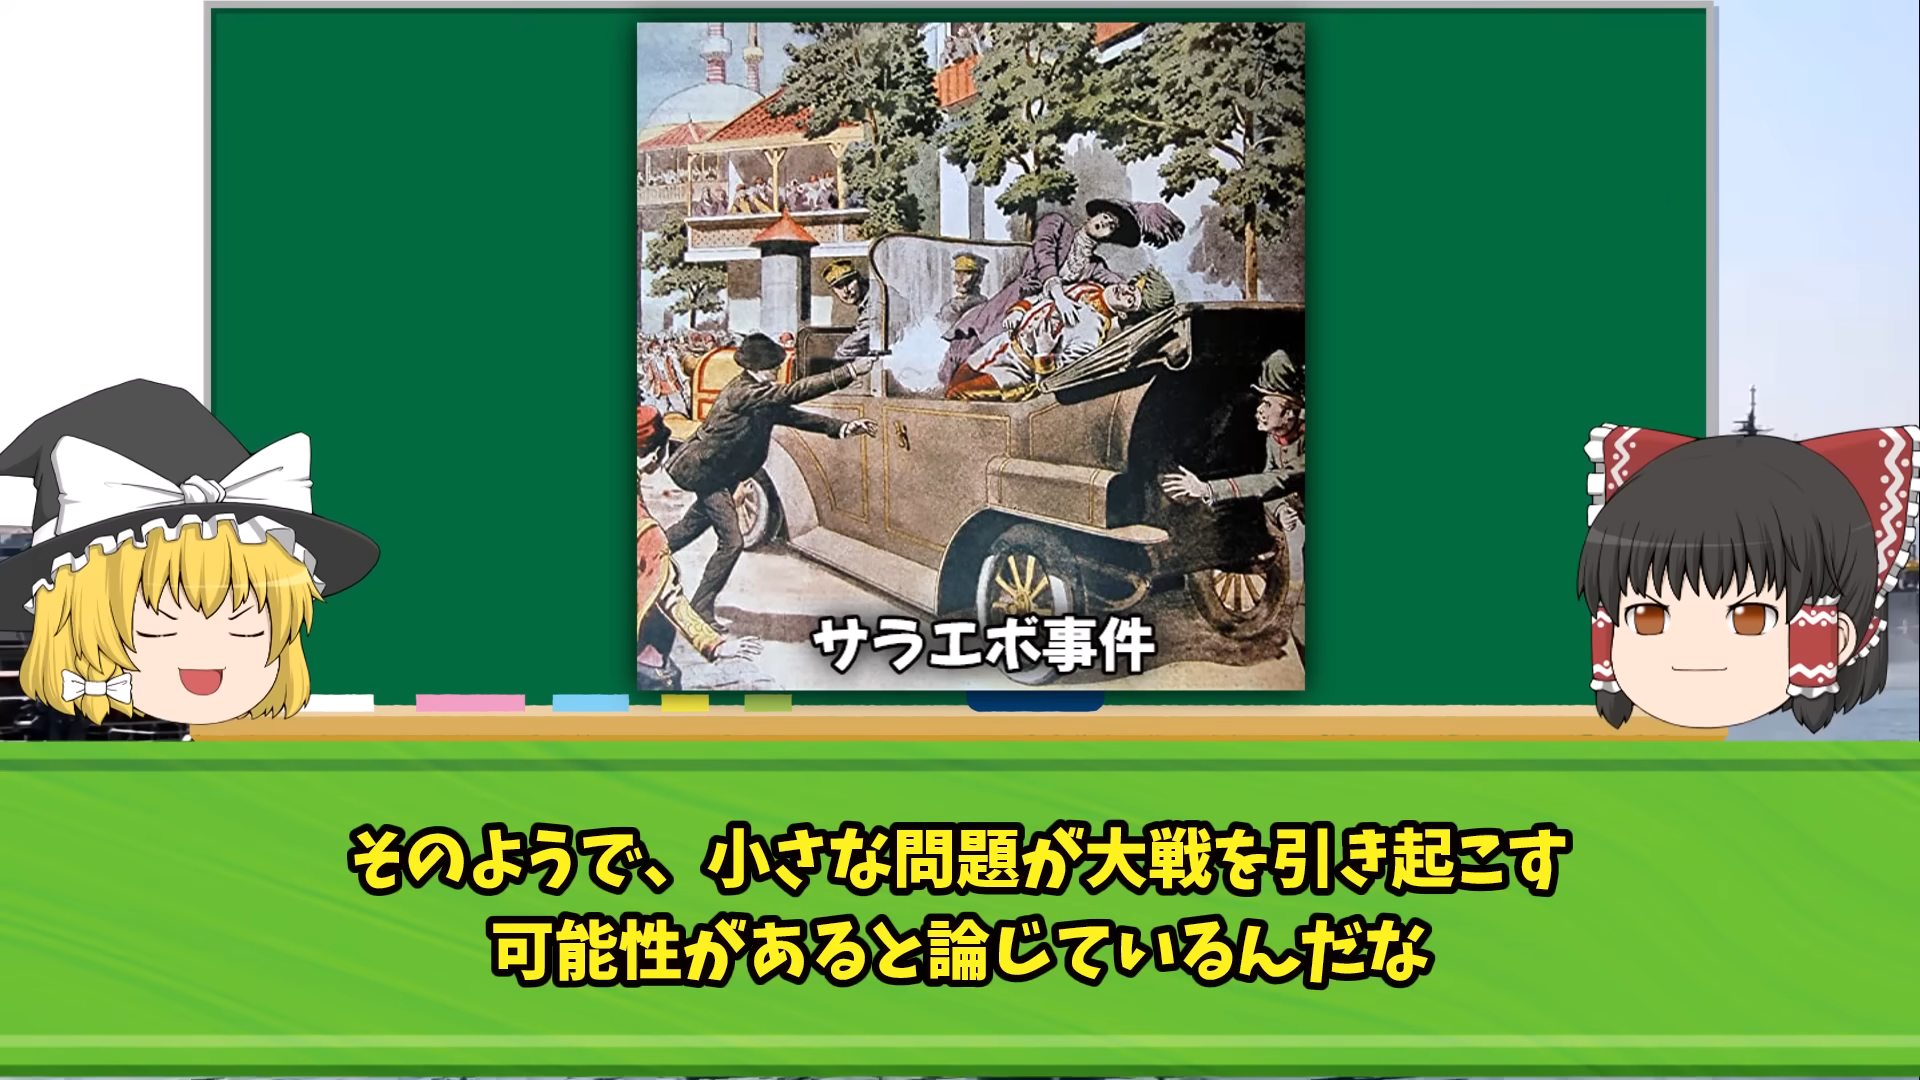 サラエボ事件
そのようで、小さな問題が大戦を引き起こす
可能性があると論じているんだな